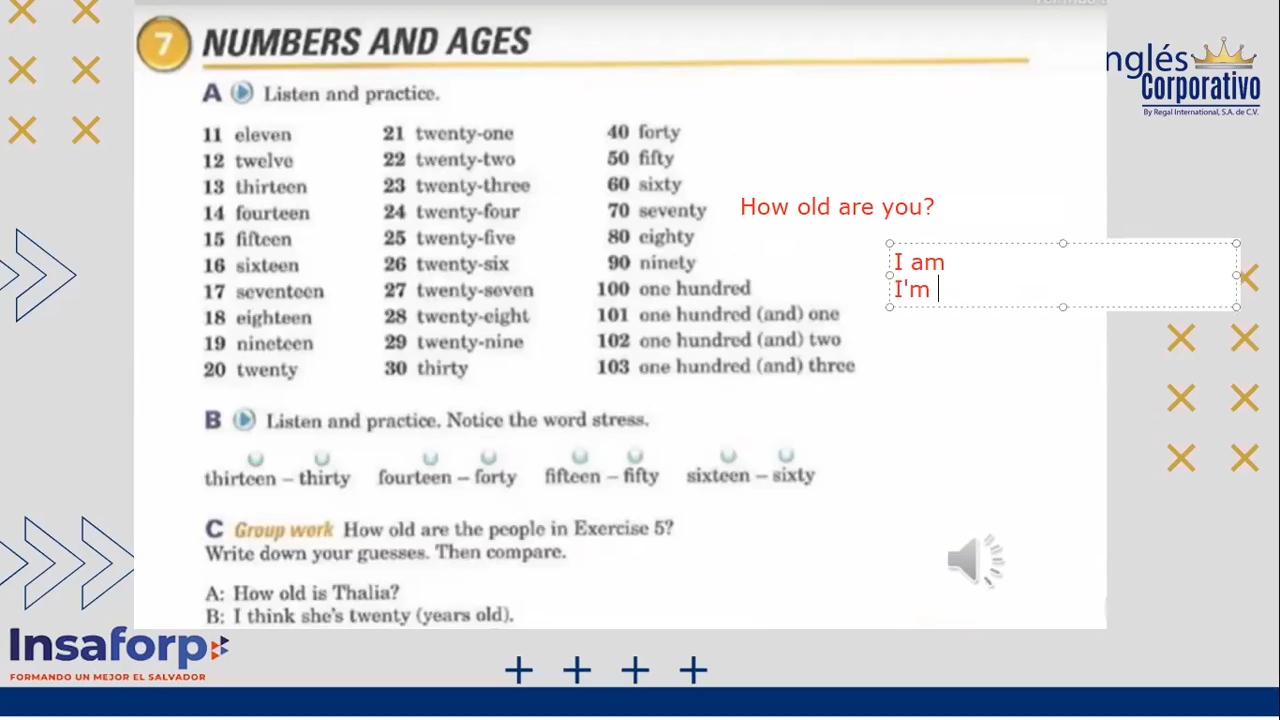 7 NUMBERS AND AGES
A Listen and practice.
11 eleven
12 twelve
13 thirteen
14 fourteen
15 fifteen
16 sixteen
17 seventeen
18 eighteen
19 nineteen
20 twenty
21 twenty-one
22 twenty-two
23 twenty-three
24 twenty-four
25 twenty-five
26 twenty-six
27 twenty-seven
28 twenty-eight
29 twenty-nine
30 thirty
40 forty
50 fifty
60 sixty
70 seventy
80 eighty
90 ninety
100 one hundred
101 one hundred (and) one
102 one hundred (and) two
103 one hundred (and) three
How old are you?
I am
I'm
B Listen and practice. Notice the word stress.
thirteen – thirty fourteen – forty fifteen – fifty sixteen – sixty
C Group work How old are the people in Exercise 5?
Write down your guesses. Then compare.
A: How old is Thalia?
B: I think she's twenty (years old).
nglés
Corporativo
By Regal International, S.A. de C.V.
Insaforp
FORMANDO UN MEJOR EL SALVADOR